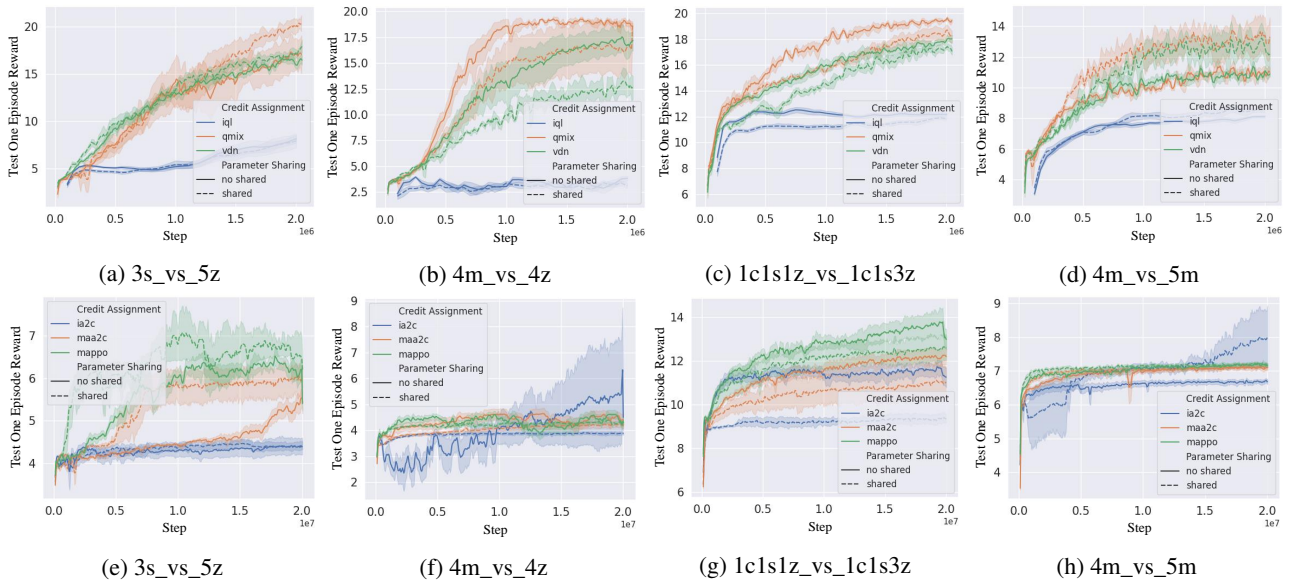 Test One Episode Reward
20
15
10
5
Credit Assignment
iql
qmix
vdn
Parameter Sharing
no shared
shared
0.0 0.5 1.0 1.5 2.0
1e6
Step
(a) 3s_vs_5z
Test One Episode Reward
20.0
17.5
15.0
12.5
10.0
7.5
5.0
2.5
Credit Assignment
iql
qmix
vdn
Parameter Sharing
no shared
shared
0.0 0.5 1.0 1.5 2.0
1e6
Step
(b) 4m_vs_4z
Test One Episode Reward
20
18
16
14
12
10
8
6
Credit Assignment
iql
qmix
vdn
Parameter Sharing
no shared
shared
0.0 0.5 1.0 1.5 2.0
1e6
Step
(c) 1c1s1z_vs_1c1s3z
Test One Episode Reward
14
12
10
8
6
4
Credit Assignment
iql
qmix
vdn
Parameter Sharing
no shared
shared
0.0 0.5 1.0 1.5 2.0
1e6
Step
(d) 4m_vs_5m
Test One Episode Reward
7
6
5
4
Credit Assignment
ia2c
maa2c
mappo
Parameter Sharing
no shared
shared
0.0 0.5 1.0 1.5 2.0
1e7
Step
(e) 3s_vs_5z
Test One Episode Reward
9
8
7
6
5
4
3
2
Credit Assignment
ia2c
maa2c
mappo
Parameter Sharing
no shared
shared
0.0 0.5 1.0 1.5 2.0
1e7
Step
(f) 4m_vs_4z
Test One Episode Reward
14
12
10
8
6
Credit Assignment
ia2c
maa2c
mappo
Parameter Sharing
no shared
shared
0.0 0.5 1.0 1.5 2.0
1e7
Step
(g) 1c1s1z_vs_1c1s3z
Test One Episode Reward
9
8
7
6
5
4
Credit Assignment
ia2c
maa2c
mappo
Parameter Sharing
no shared
shared
0.0 0.5 1.0 1.5 2.0
1e7
Step
(h) 4m_vs_5m